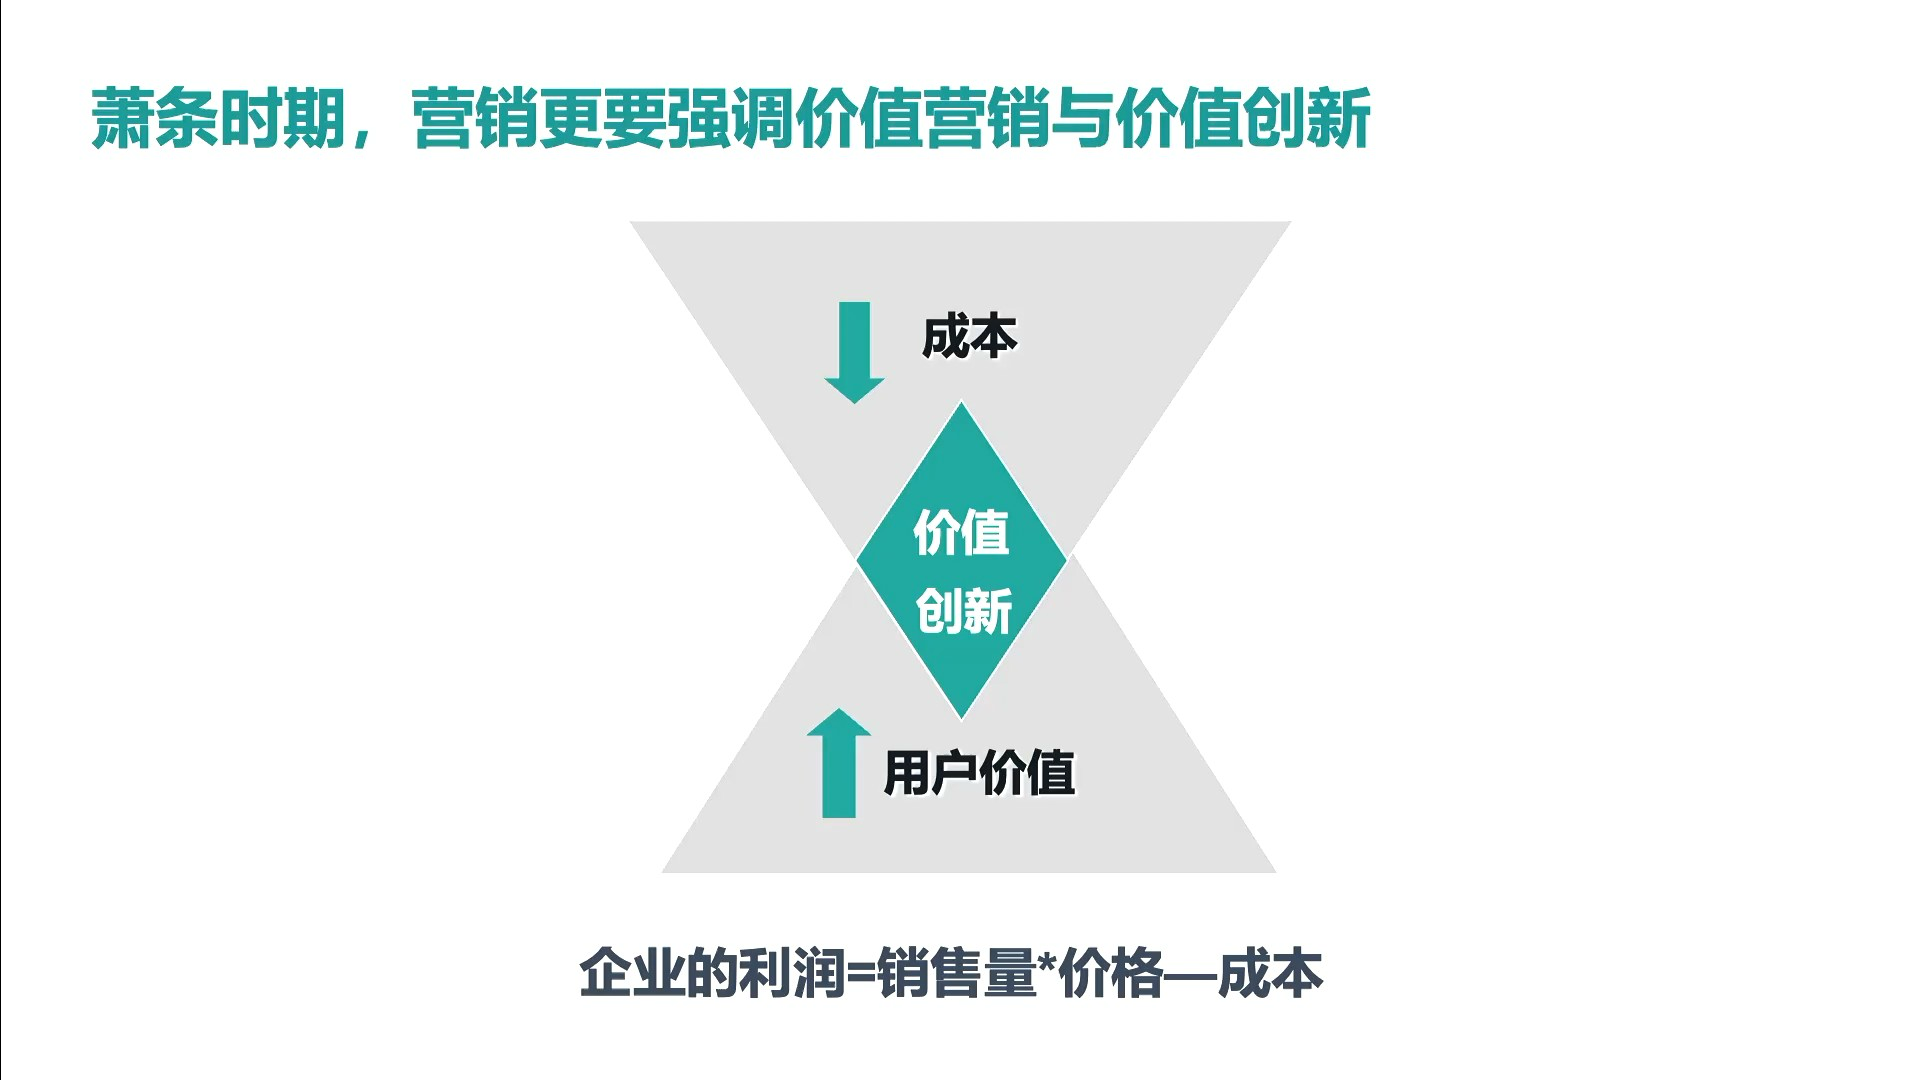 萧条时期，营销更要强调价值营销与价值创新
成本
价值
创新
用户价值
企业的利润=销售量*价格—成本